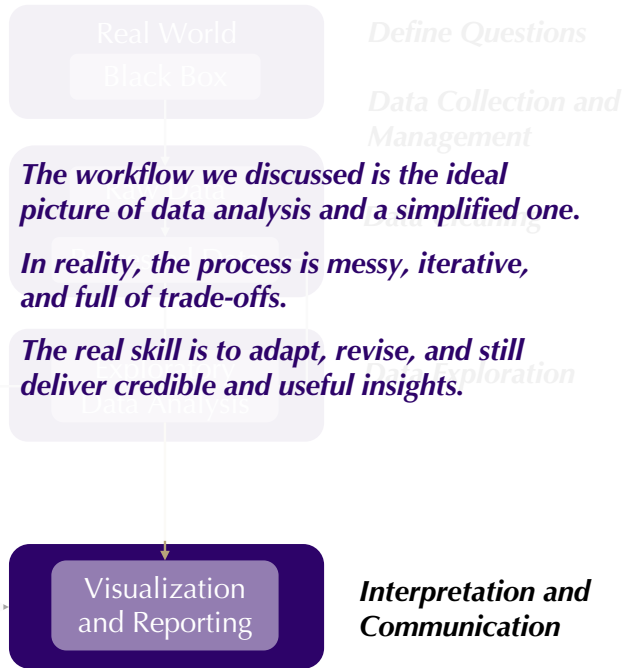 Real World
Define Questions
Black Box
Data Collection and
Management
The workflow we discussed is the ideal
picture of data analysis and a simplified one.
Data Cleaning
In reality, the process is messy, iterative,
and full of trade-offs.
The real skill is to adapt, revise, and still
deliver credible and useful insights.
Exploratory
Data Exploration
Data Analysis
Visualization
and Reporting
Interpretation and
Communication